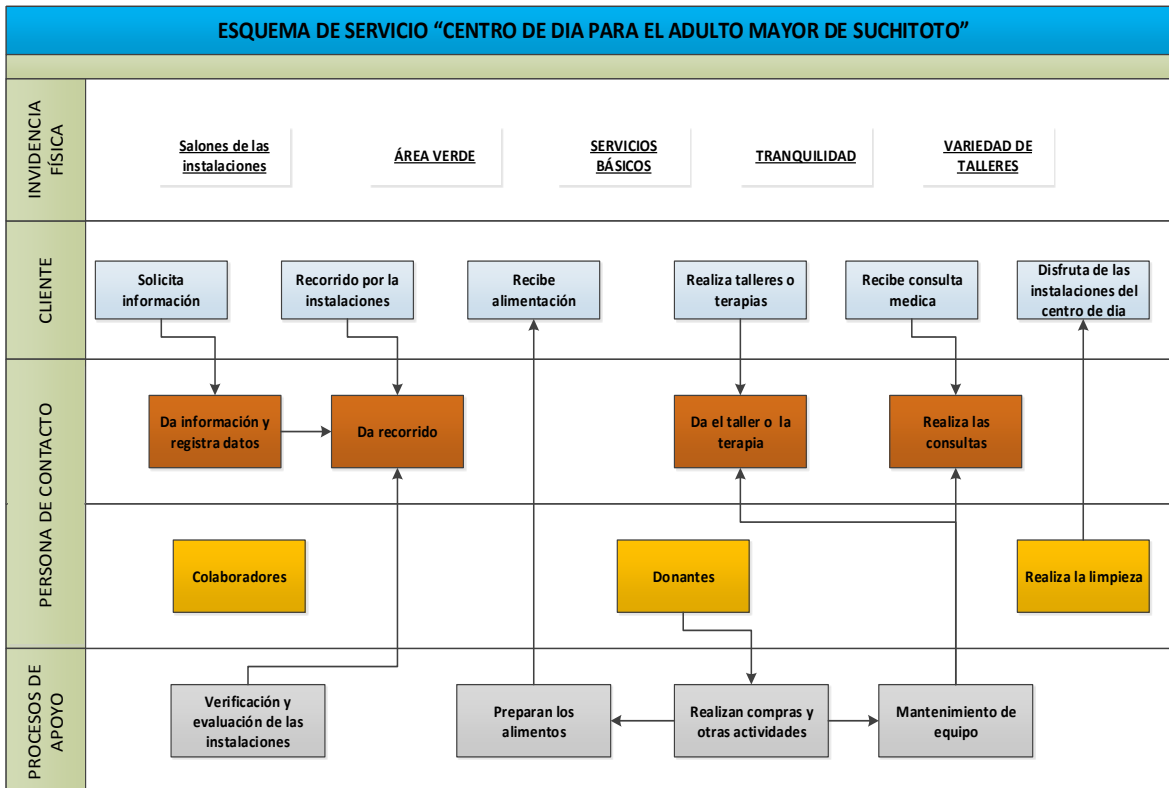 ESQUEMA DE SERVICIO “CENTRO DE DIA PARA EL ADULTO MAYOR DE SUCHITOTO”
INVIDENCIA
FÍSICA
Salones de las
instalaciones
ÁREA VERDE
SERVICIOS
BÁSICOS
TRANQUILIDAD
VARIEDAD DE
TALLERES
CLIENTE
Solicita
información
Recorrido por la
instalaciones
Recibe
alimentación
Realiza talleres o
terapias
Recibe consulta
medica
Disfruta de las
instalaciones del
centro de dia
PERSONA DE CONTACTO
Da información y
registra datos
Da recorrido
Da el taller o la
terapia
Realiza las
consultas
Colaboradores
Donantes
Realiza la limpieza
PROCESOS DE
APOYO
Verificación y
evaluación de las
instalaciones
Preparan los
alimentos
Realizan compras y
otras actividades
Mantenimiento de
equipo